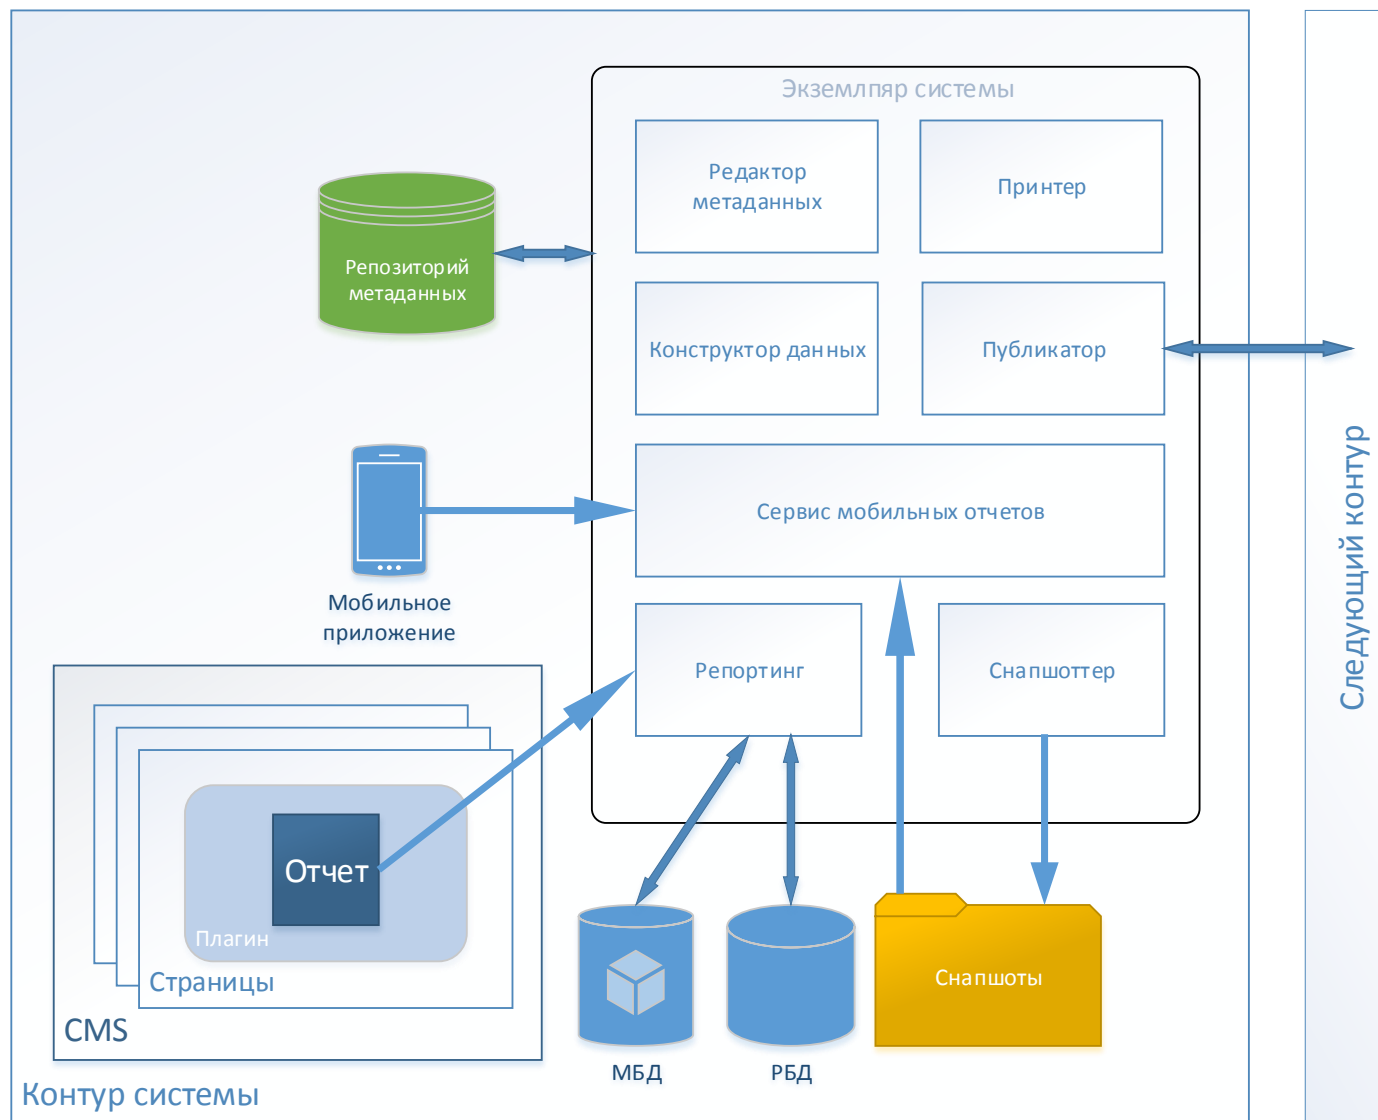 Экземлпяр системы
Редактор
метаданных
Принтер
Репозиторий
метаданных
Конструктор данных
Публикатор
Сервис мобильных отчетов
Мобильное
приложение
Репортинг
Снапшоттер
Следующий контур
Отчет
Плагин
Страницы
CMS
Снапшоты
МБД
РБД
Контур системы